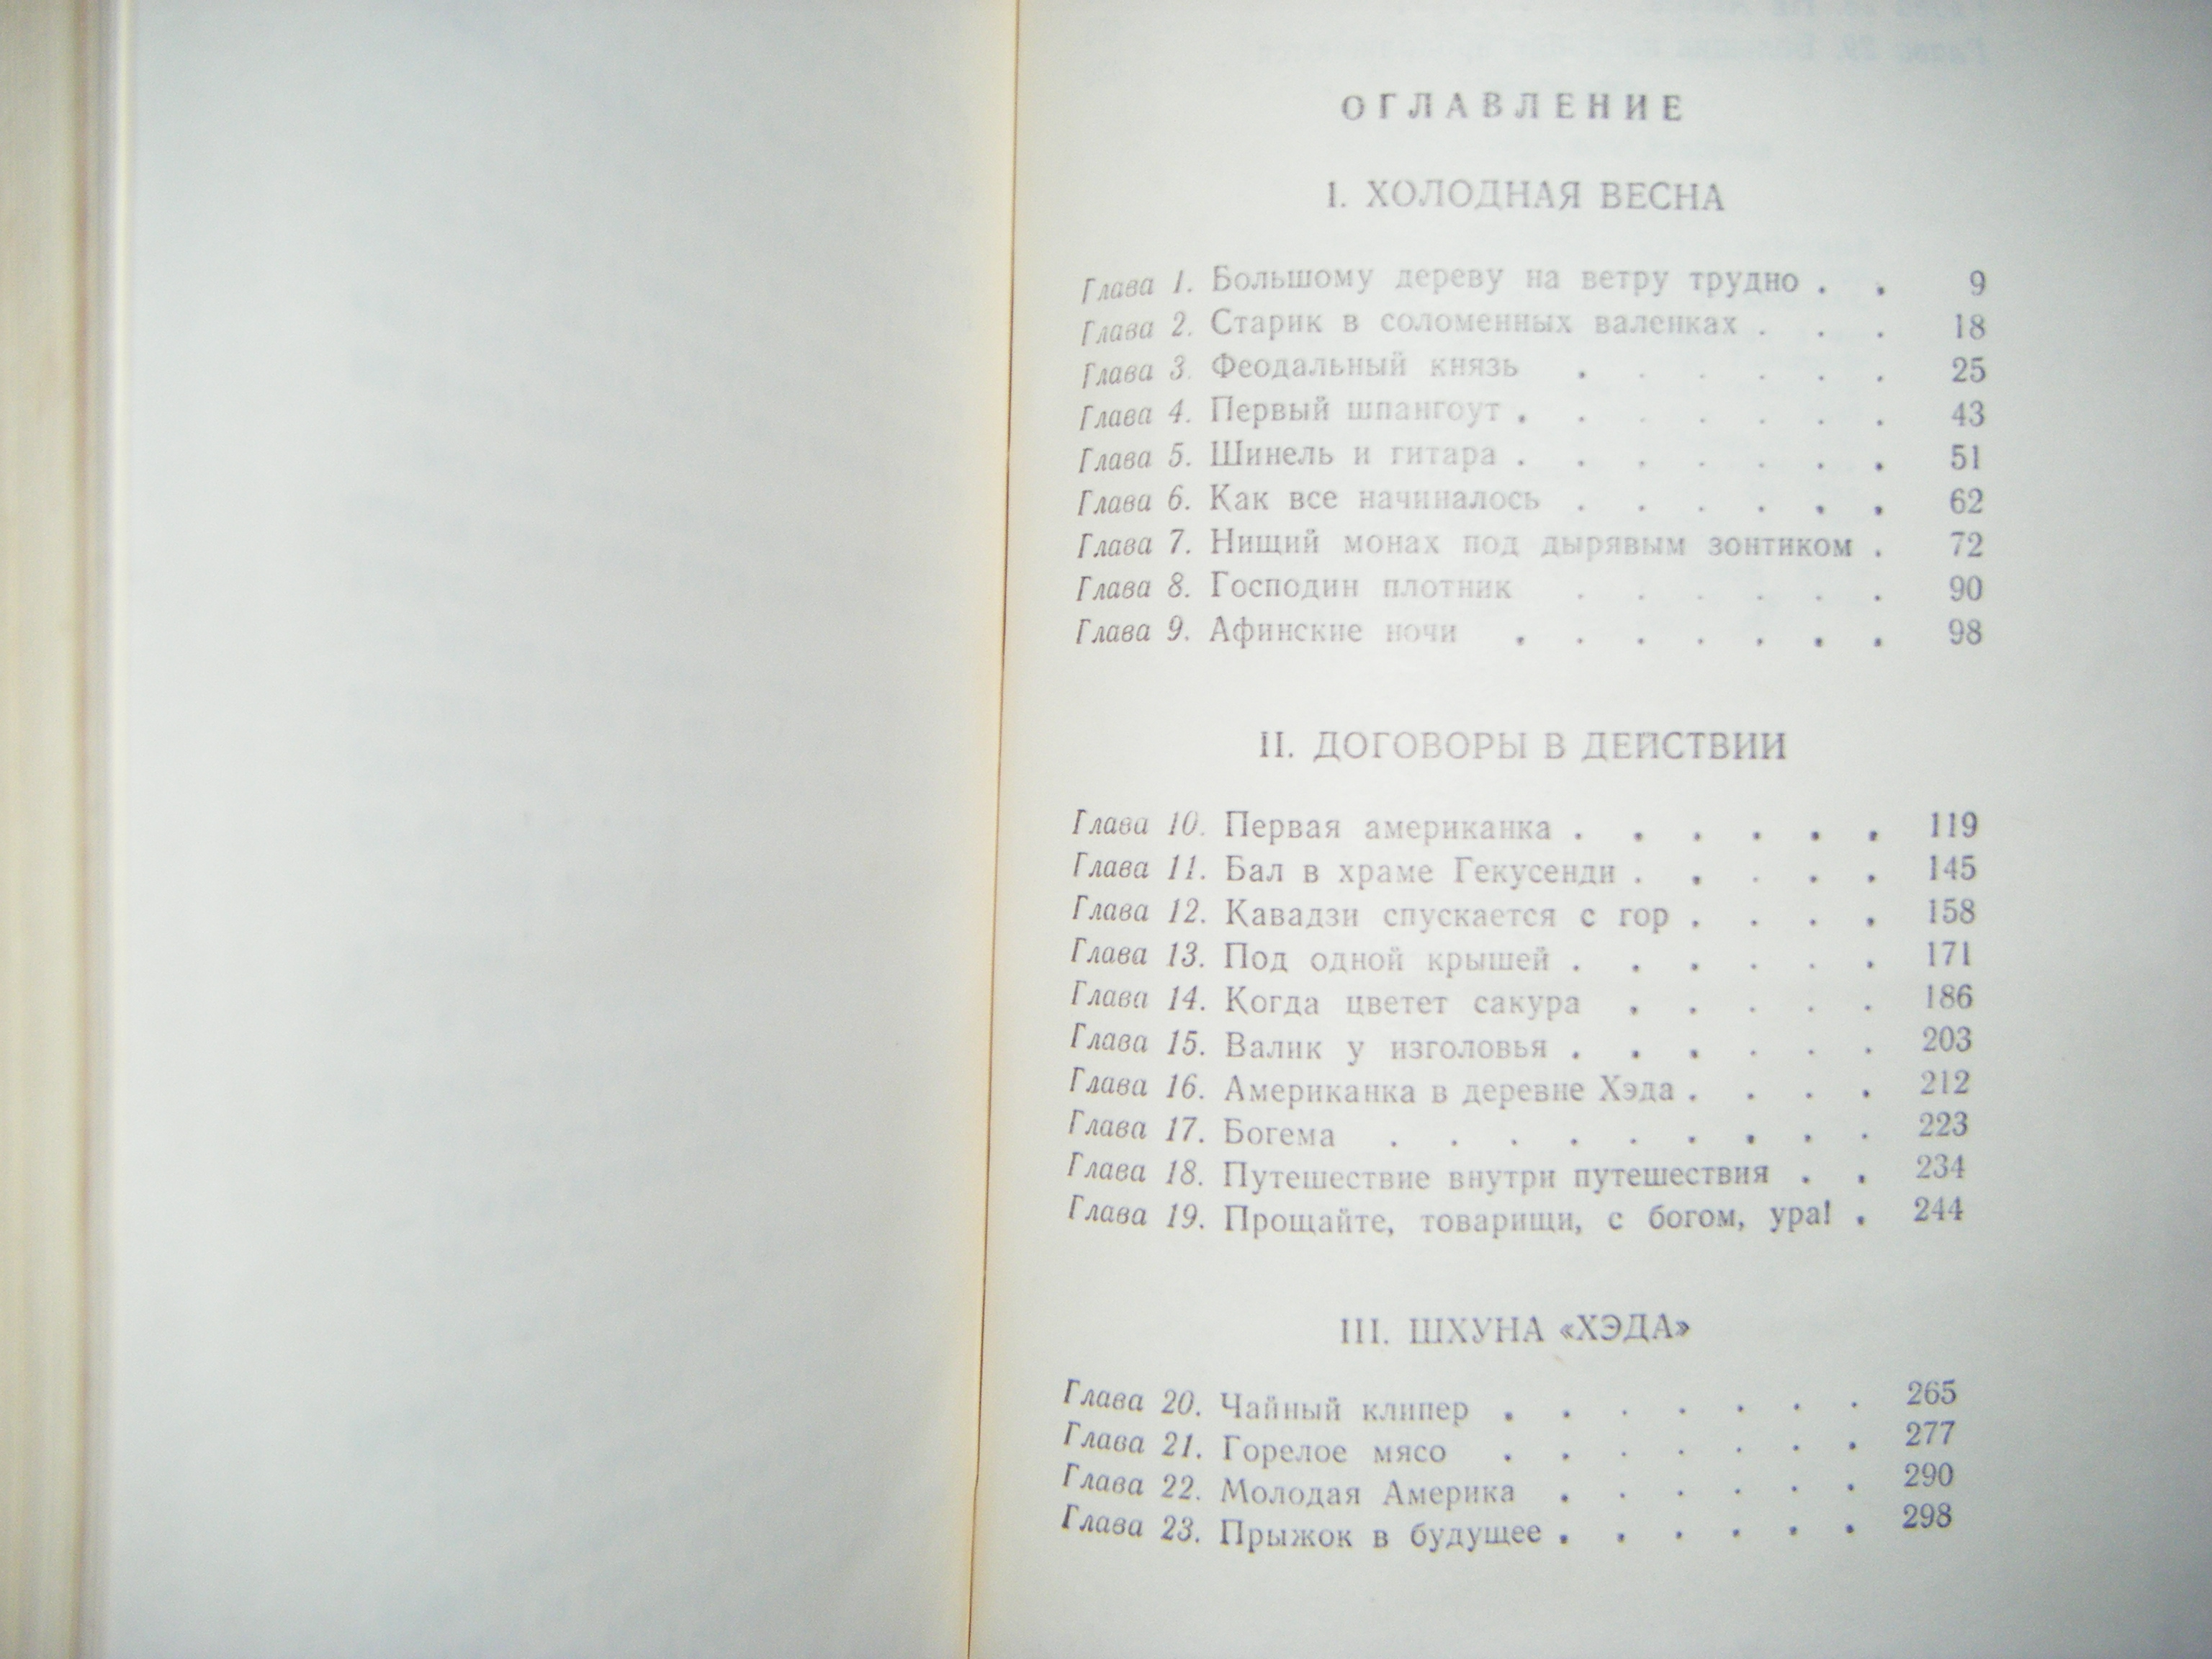 ОГЛАВЛЕНИЕ
I. ХОЛОДНАЯ ВЕСНА
Глава 1. Большому дереву на ветру трудно . . 9
Глава 2. Старик в соломенных валенках . . . 18
Глава 3. Феодальный князь . . . . . . 25
Глава 4. Первый шпангоут . . . . . . . 43
Глава 5. Шинель и гитара . . . . . . . 51
Глава 6. Как все начиналось . . . . . . 62
Глава 7. Нищий монах под дырявым зонтиком . 72
Глава 8. Господин плотник . . . . . . 90
Глава 9. Афинские ночи . . . . . . . 98
II. ДОГОВОРЫ В ДЕЙСТВИИ
Глава 10. Первая американка . . . . . . 119
Глава 11. Бал в храме Гекусенди . . . . . 145
Глава 12. Кавадзи спускается с гор . . . . 158
Глава 13. Под одной крышей . . . . . . 171
Глава 14. Когда цветет сакура . . . . . 186
Глава 15. Валик у изголовья . . . . . . 203
Глава 16. Американка в деревне Хэда . . . . 212
Глава 17. Богема . . . . . . . . . 223
Глава 18. Путешествие внутри путешествия . . 234
Глава 19. Прощайте, товарищи, с богом, ура! . 244
III. ШХУНА «ХЭДА»
Глава 20. Чайный клипер . . . . . . . 265
Глава 21. Горелое мясо . . . . . . . 277
Глава 22. Молодая Америка . . . . . . 290
Глава 23. Прыжок в будущее . . . . . . 298